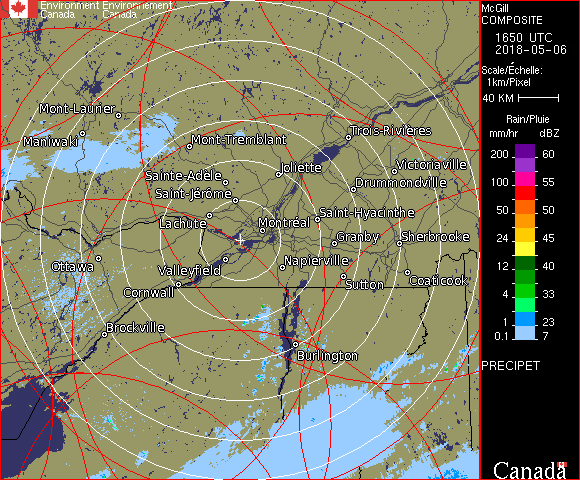 Environment Environnement
Canada Canada
McGill
COMPOSITE
1650 UTC
2018-05-06
Scale/Échelle:
1km/Pixel
40 KM
Rain/Pluie
mm/hr dBZ
200 60
100 55
50 50
24 45
12 40
4 33
1 23
0.1 7
PRECIPET
Canada
Mont-Laurier
Maniwaki
Mont-Tremblant
Trois-Rivières
Joliette
Victoriaville
Sainte-Adèle
Drummondville
Saint-Jérôme
Saint-Hyacinthe
Lachute
Montréal
Granby
Sherbrooke
Ottawa
Valleyfield
Napierville
Cornwall
Sutton
Coaticook
Brockville
Burlington